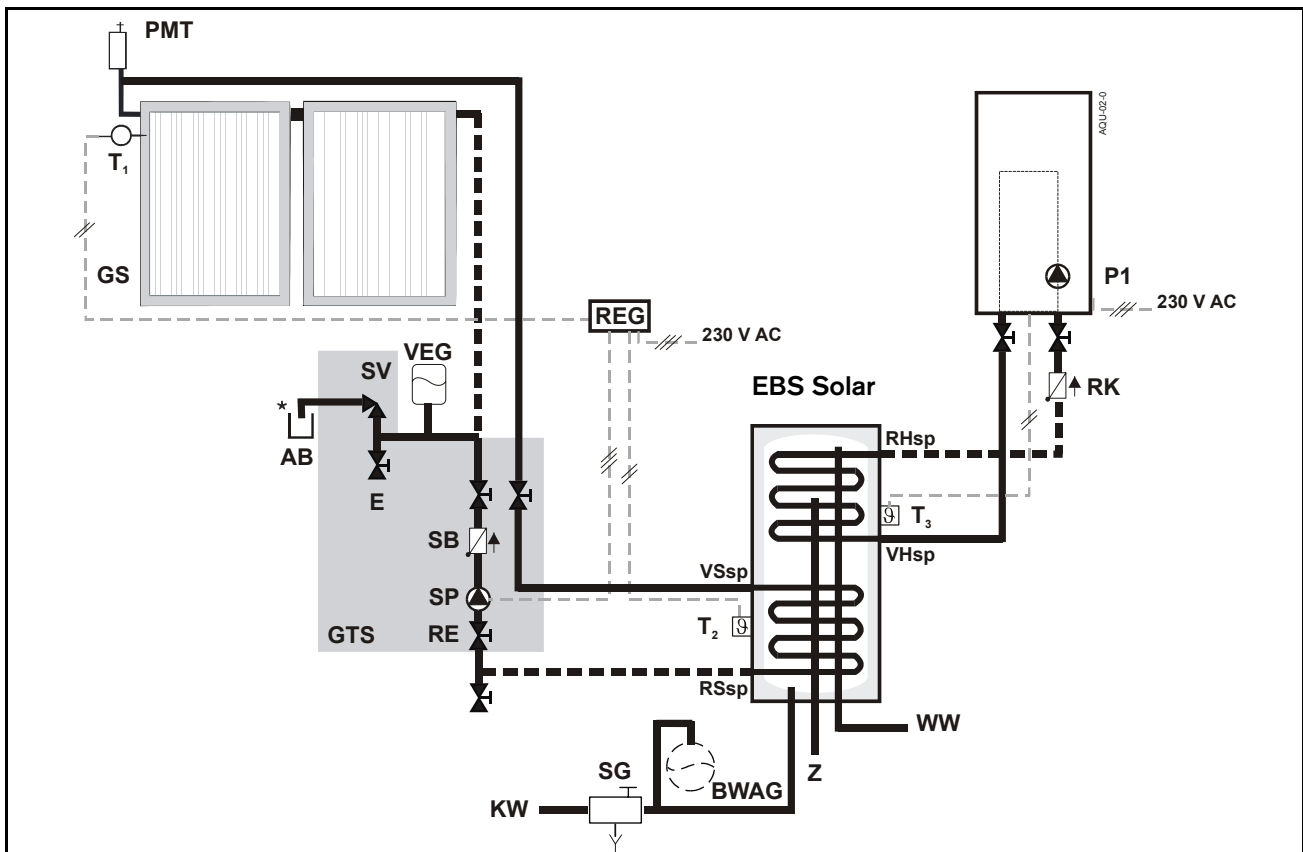 PMT
AQU-02-0
T₁
GS
P1
230 V AC
REG
230 V AC
VEG
SV
EBS Solar
RK
*
AB
RHsp
E
T₃
SB
VHsp
VSsp
SP
T₂
GTS
RE
RSsp
WW
SG
Z
BWAG
KW